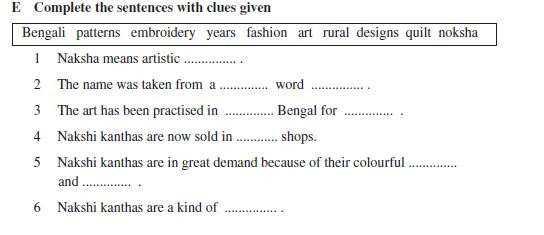 E Complete the sentences with clues given
Bengali patterns embroidery years fashion art rural designs quilt noksha
1 Naksha means artistic ............... .
2 The name was taken from a .............. word ............... .
3 The art has been practised in .............. Bengal for .............. .
4 Nakshi kanthas are now sold in ............ shops.
5 Nakshi kanthas are in great demand because of their colourful ..............
and .............. .
6 Nakshi kanthas are a kind of ............... .